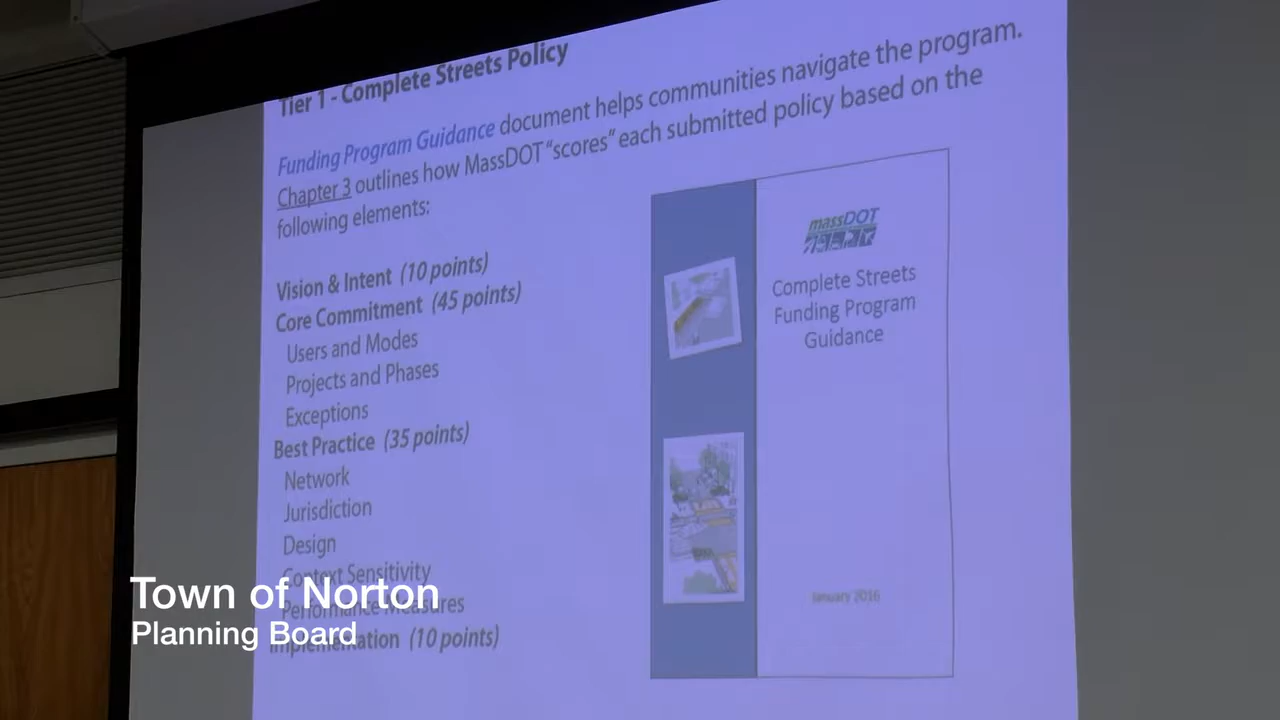 Tier 1 - Complete Streets Policy
Funding Program Guidance document helps communities navigate the program.
Chapter 3 outlines how MassDOT “scores” each submitted policy based on the
following elements:
Vision & Intent (10 points)
Core Commitment (45 points)
Users and Modes
Projects and Phases
Exceptions
Best Practice (35 points)
Network
Jurisdiction
Design
Context Sensitivity
Performance Measures
Implementation (10 points)
massDOT
Complete Streets
Funding Program
Guidance
January 2016
Town of Norton
Planning Board